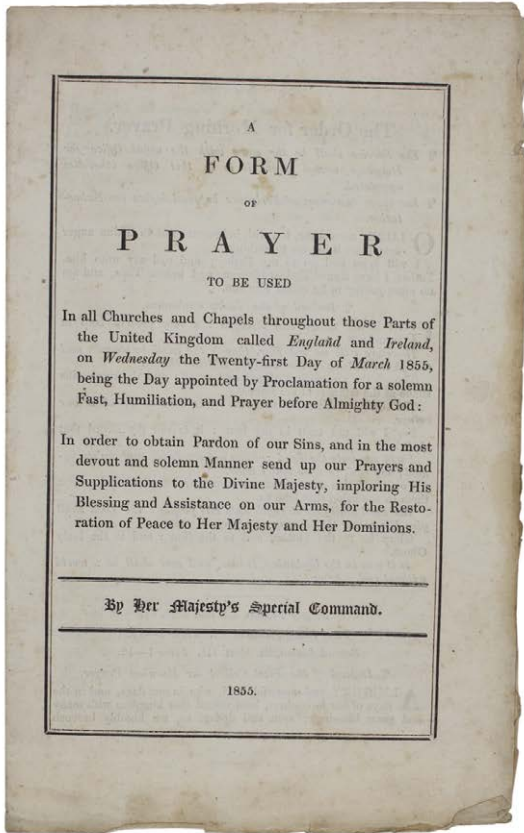 A
FORM
OF
PRAYER
TO BE USED
In all Churches and Chapels throughout those Parts of
the United Kingdom called England and Ireland,
on Wednesday the Twenty-first Day of March 1855,
being the Day appointed by Proclamation for a solemn
Fast, Humiliation, and Prayer before Almighty God:
In order to obtain Pardon of our Sins, and in the most
devout and solemn Manner send up our Prayers and
Supplications to the Divine Majesty, imploring His
Blessing and Assistance on our Arms, for the Resto-
ration of Peace to Her Majesty and Her Dominions.
By Her Majesty's Special Command.
1855.